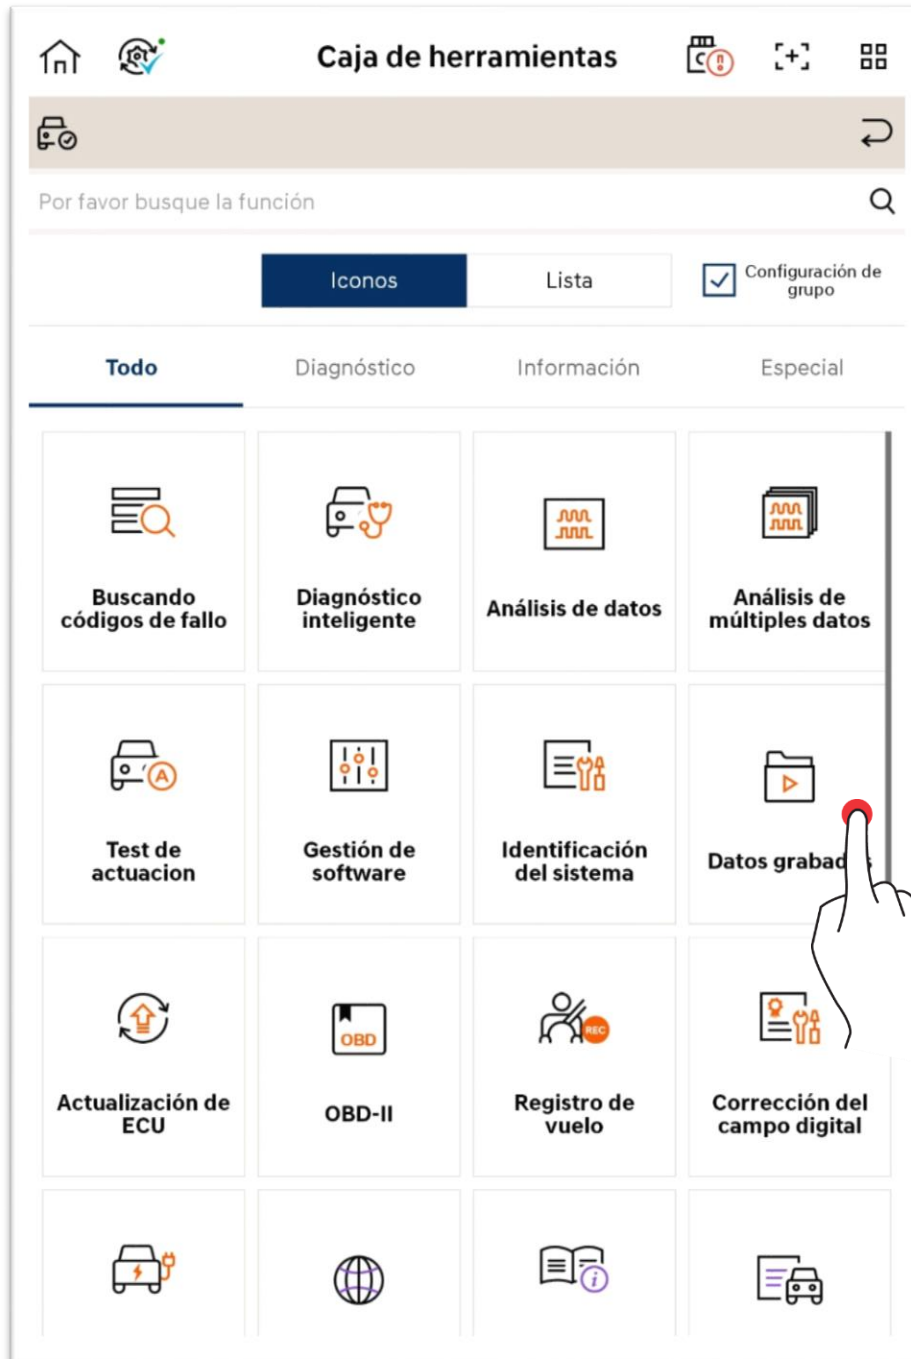 Caja de herramientas
Por favor busque la función
Iconos
Lista
Configuración de
grupo
Todo
Diagnóstico
Información
Especial
Buscando
códigos de fallo
Diagnóstico
inteligente
Análisis de datos
Análisis de
múltiples datos
A
Test de
actuacion
Gestión de
software
Identificación
del sistema
Datos grabados
Actualización de
ECU
OBD
OBD-II
REC
Registro de
vuelo
Corrección del
campo digital
i